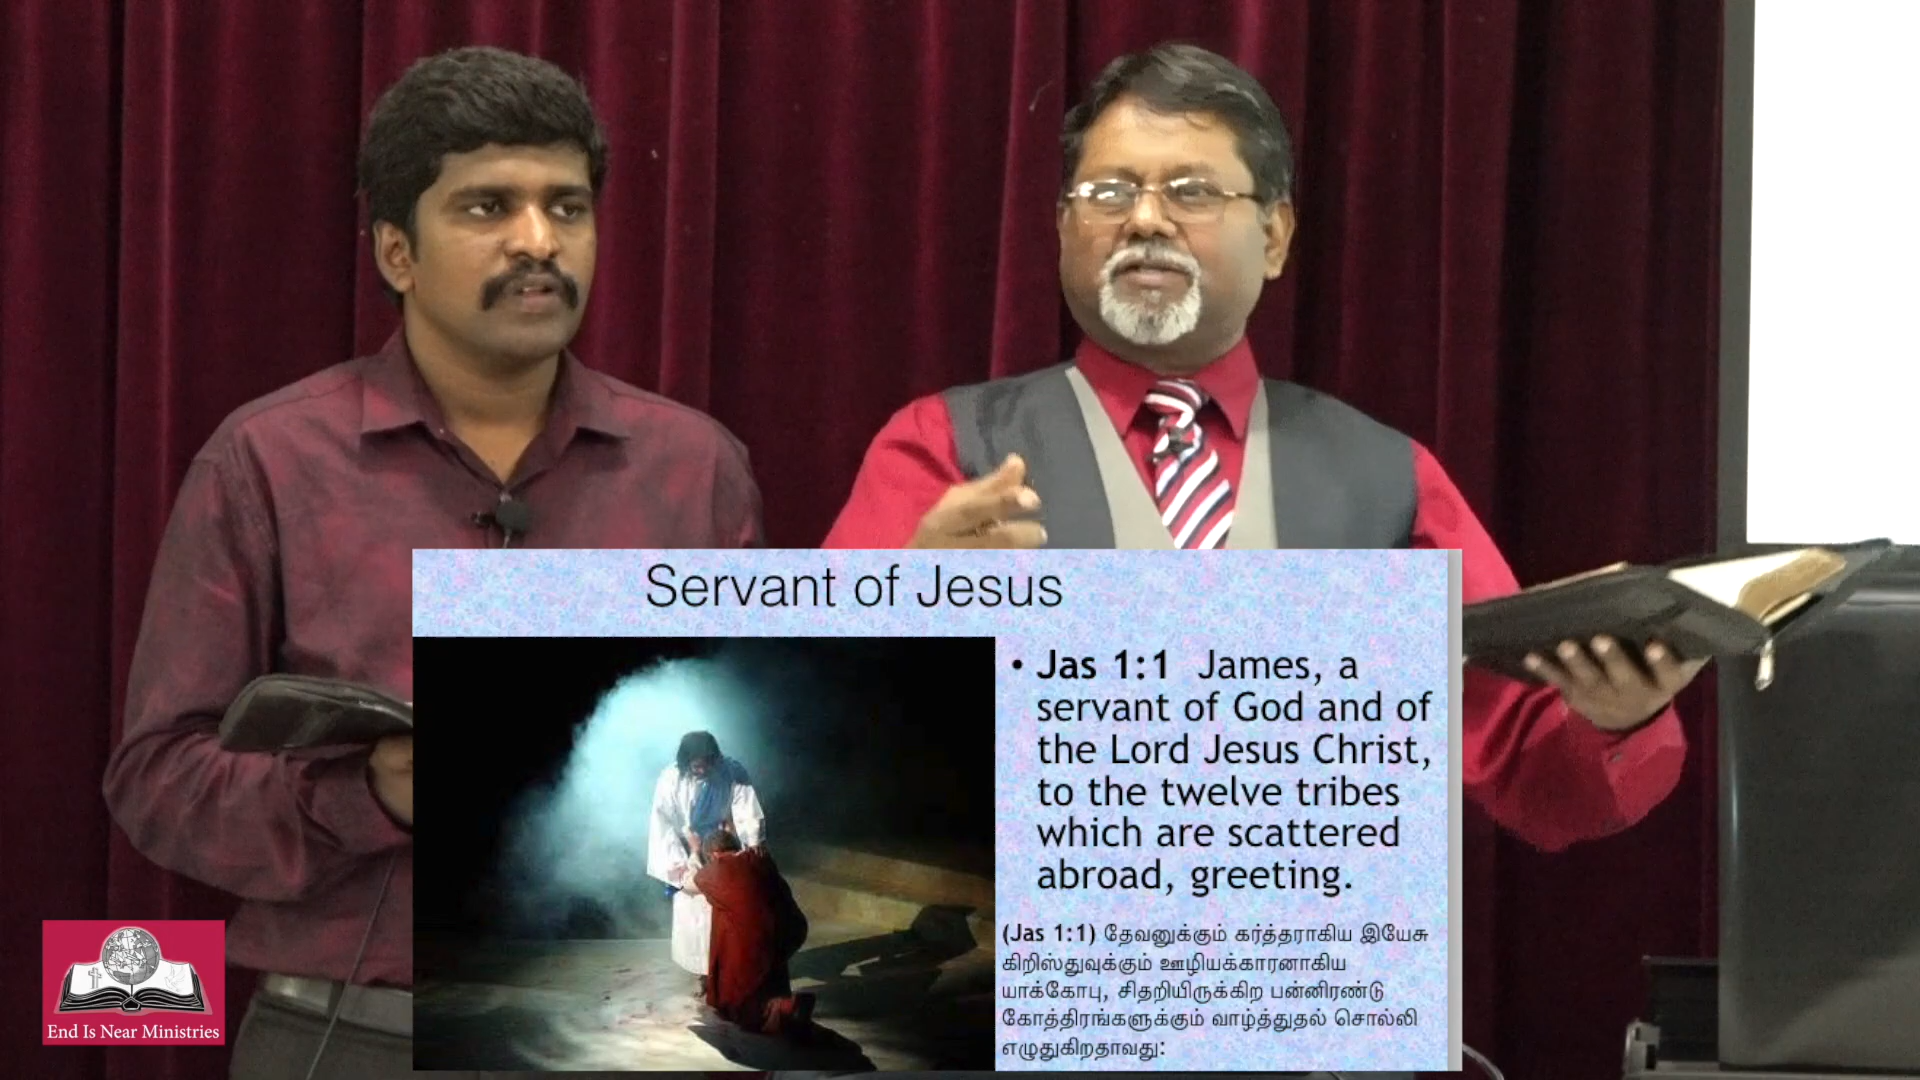 Servant of Jesus
• Jas 1:1 James, a
servant of God and of
the Lord Jesus Christ,
to the twelve tribes
which are scattered
abroad, greeting.
(Jas 1:1) தேவனுக்கும் கர்த்தராகிய இயேசு
கிறிஸ்துவுக்கும் ஊழியக்காரனாகிய
யாக்கோபு, சிதறியிருக்கிற பன்னிரண்டு
கோத்திரங்களுக்கும் வாழ்த்துதல் சொல்லி
எழுதுகிறதாவது:
End Is Near Ministries